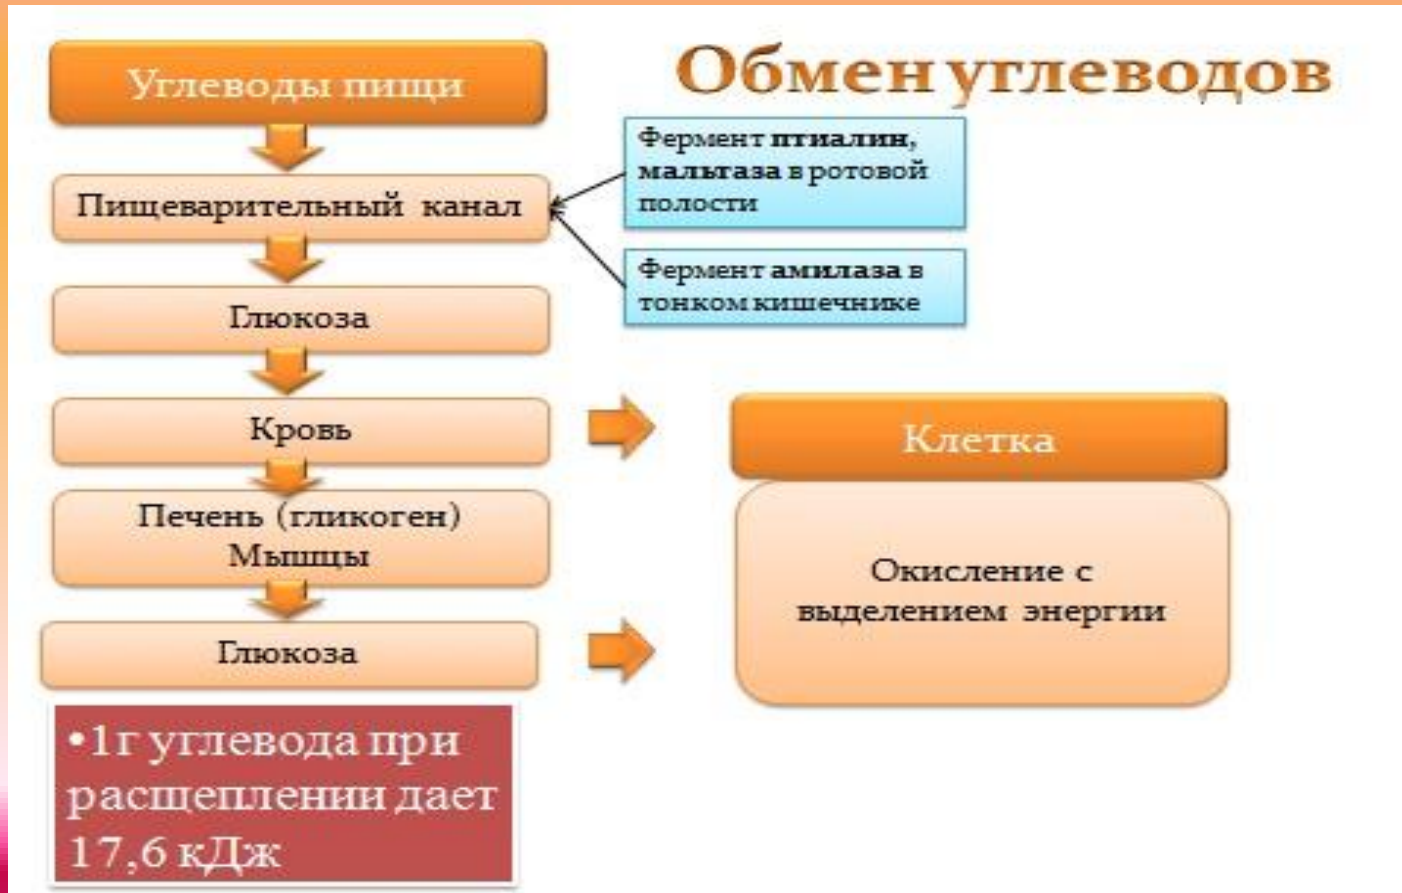 Обмен углеводов
Углеводы пищи
Фермент птиалин,
мальтаза в ротовой
полости
Пищеварительный канал
Фермент амилаза в
тонком кишечнике
Глюкоза
Кровь
Клетка
Печень (гликоген)
Мышцы
Окисление с
выделением энергии
Глюкоза
•1г углевода при
расщеплении дает
17,6 кДж